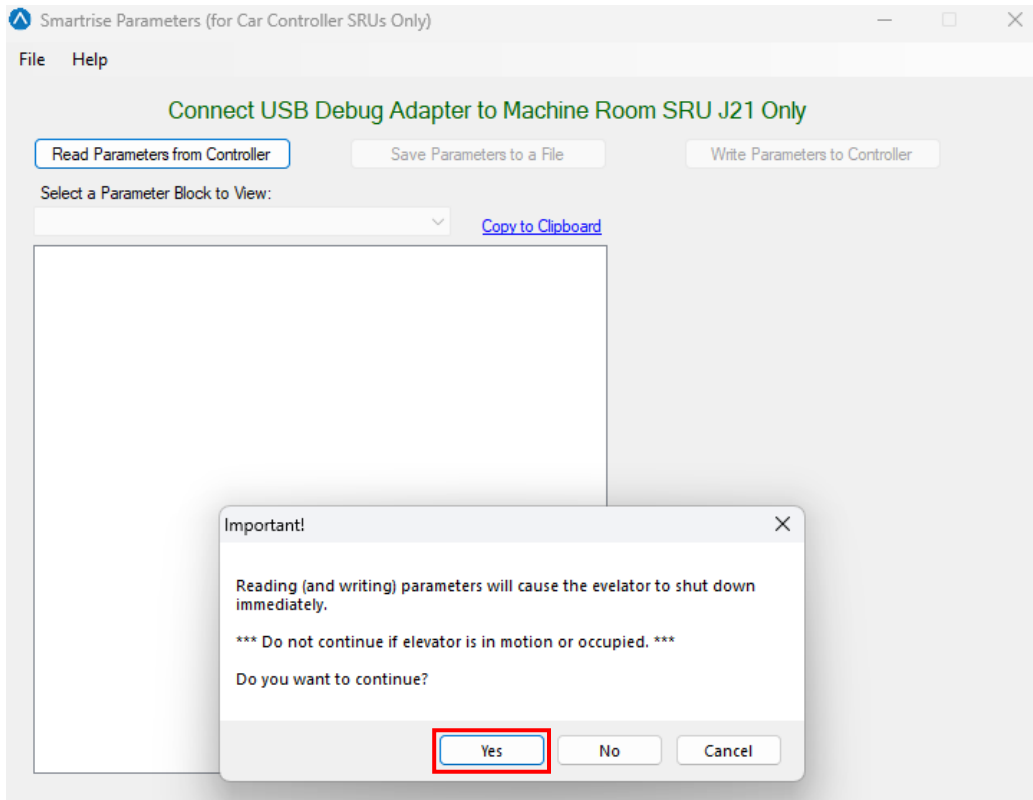 Smartrise Parameters (for Car Controller SRUs Only)
File Help
Connect USB Debug Adapter to Machine Room SRU J21 Only
Read Parameters from Controller Save Parameters to a File Write Parameters to Controller
Select a Parameter Block to View:
Copy to Clipboard
Important!
Reading (and writing) parameters will cause the evelator to shut down
immediately.
*** Do not continue if elevator is in motion or occupied. ***
Do you want to continue?
Yes No Cancel